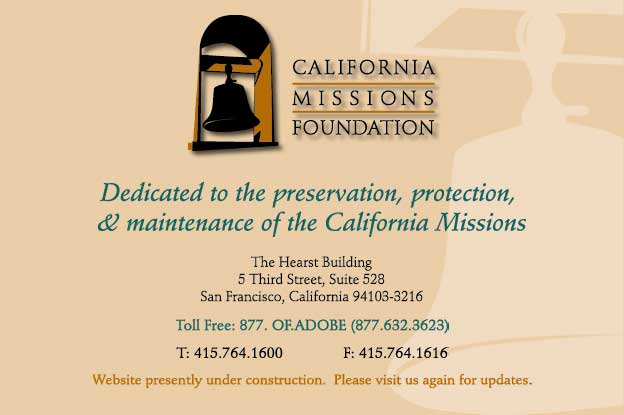 CALIFORNIA
MISSIONS
FOUNDATION
Dedicated to the preservation, protection,
& maintenance of the California Missions
The Hearst Building
5 Third Street, Suite 528
San Francisco, California 94103-3216
Toll Free: 877. OF.ADOBE (877.632.3623)
T: 415.764.1600 F: 415.764.1616
Website presently under construction. Please visit us again for updates.